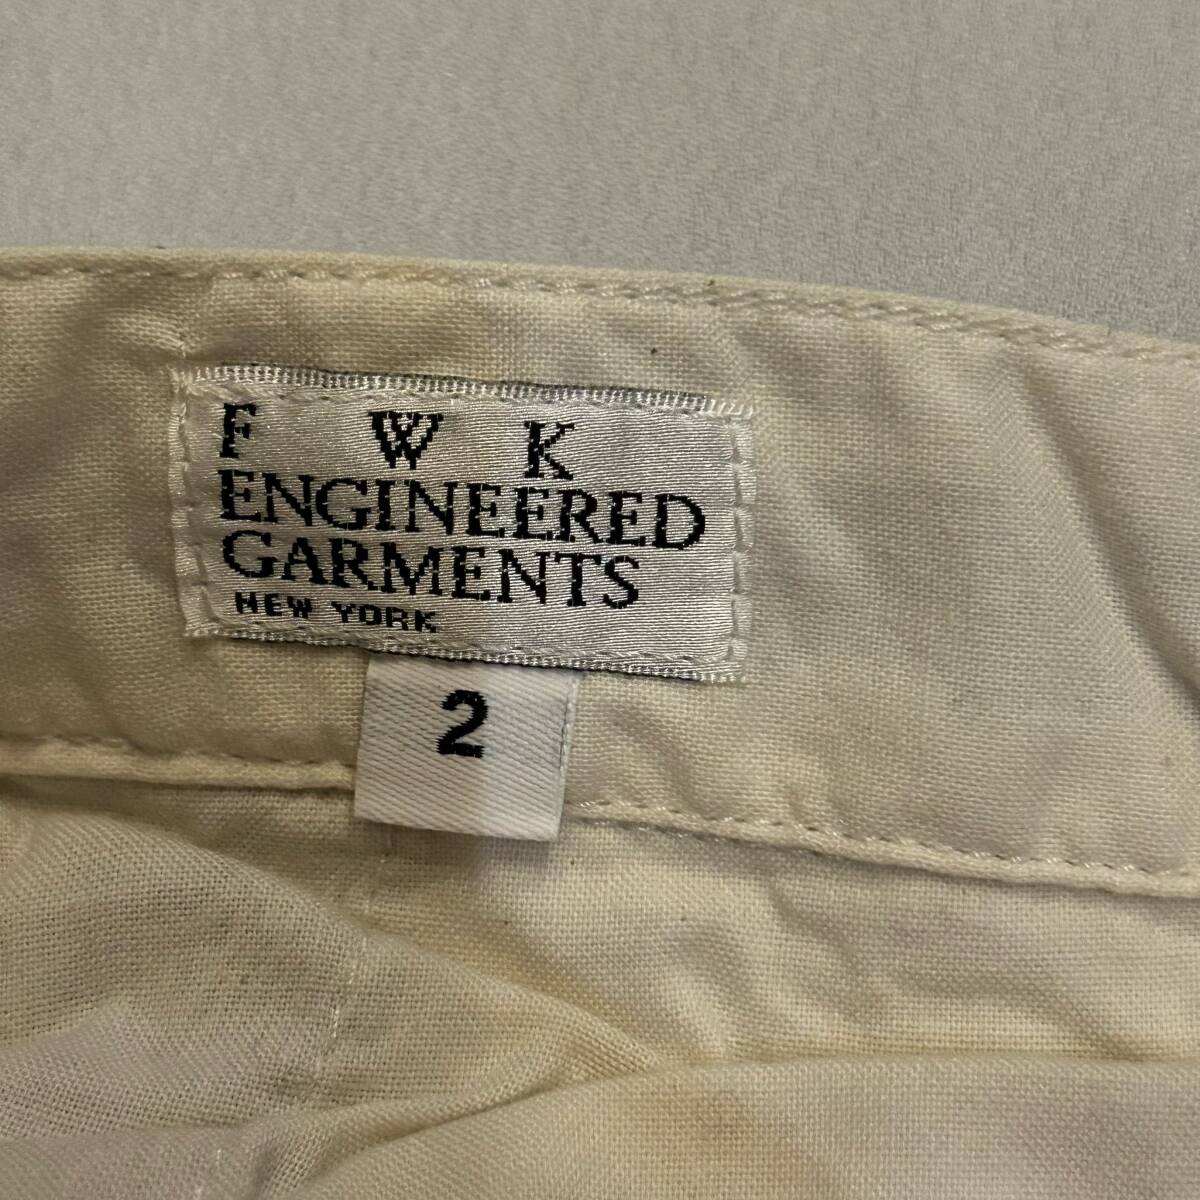 F W K
ENGINEERED
GARMENTS
NEW YORK
2